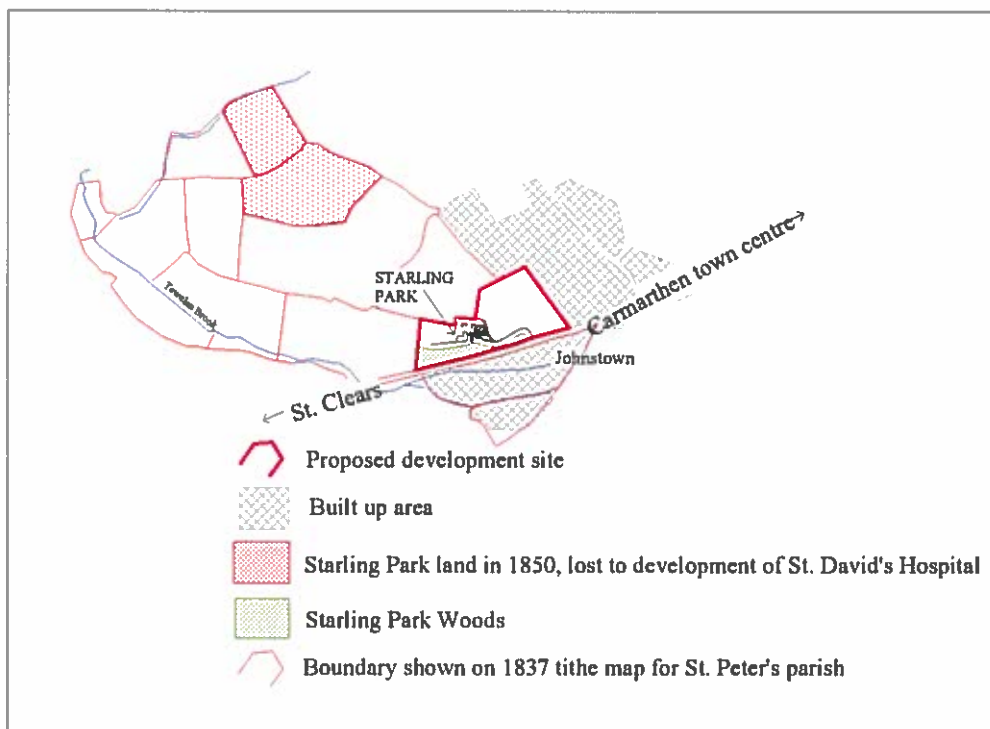 STARLING
PARK
Carmarthen town centre
Brook
Johnstown
St. Clears
Proposed development site
Built up area
Starling Park land in 1850, lost to development of St. David's Hospital
Starling Park Woods
Boundary shown on 1837 tithe map for St. Peter's parish